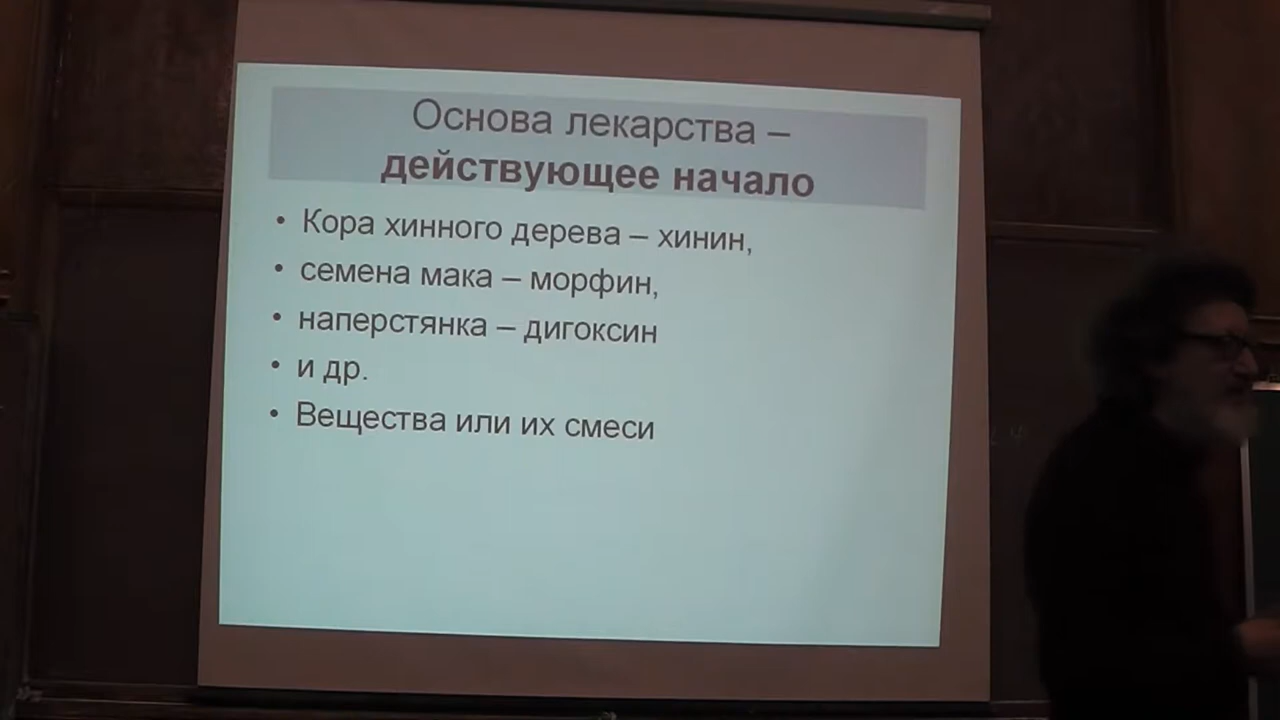 Основа лекарства –
действующее начало
• Кора хинного дерева – хинин,
• семена мака – морфин,
• наперстянка – дигоксин
• и др.
• Вещества или их смеси